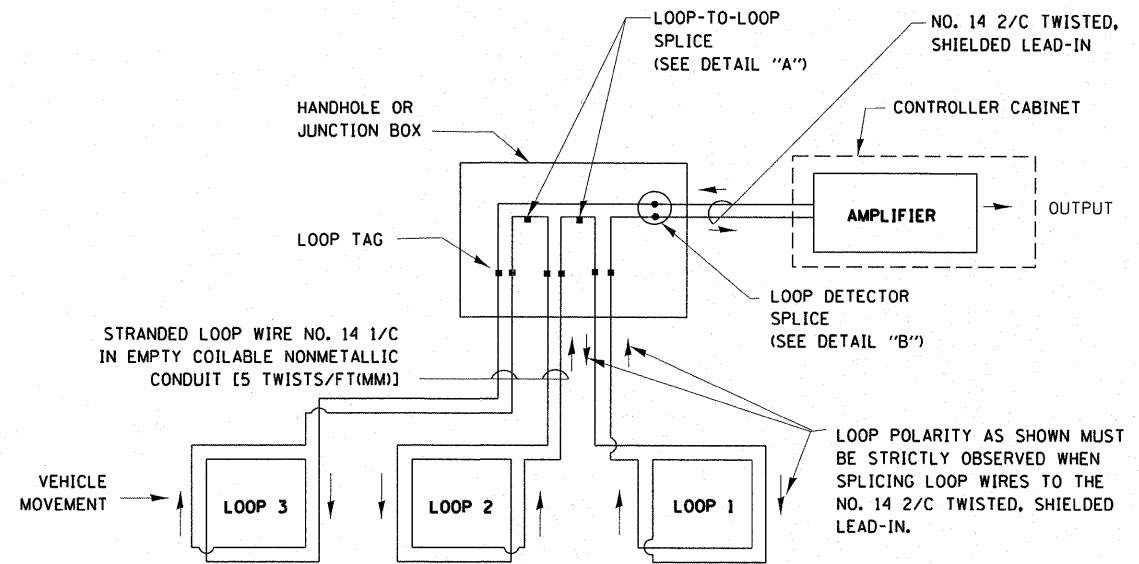 LOOP-TO-LOOP
SPLICE
(SEE DETAIL "A")
NO. 14 2/C TWISTED,
SHIELDED LEAD-IN
HANDHOLE OR
JUNCTION BOX
CONTROLLER CABINET
AMPLIFIER
OUTPUT
LOOP TAG
LOOP DETECTOR
SPLICE
(SEE DETAIL "B")
STRANDED LOOP WIRE NO. 14 1/C
IN EMPTY COILABLE NONMETALLIC
CONDUIT [5 TWISTS/FT(MM)]
VEHICLE
MOVEMENT
LOOP 3
LOOP 2
LOOP 1
LOOP POLARITY AS SHOWN MUST
BE STRICTLY OBSERVED WHEN
SPLICING LOOP WIRES TO THE
NO. 14 2/C TWISTED, SHIELDED
LEAD-IN.